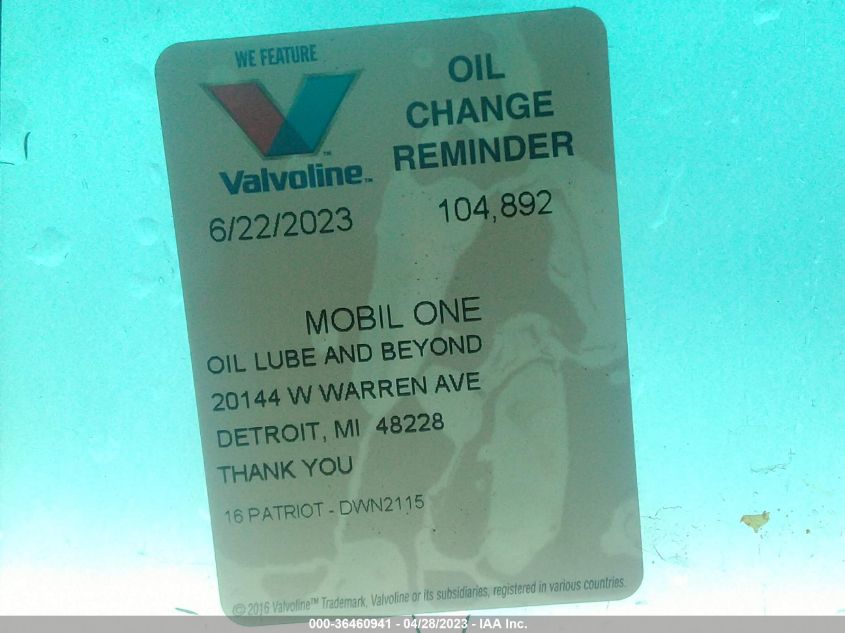 WE FEATURE
Valvoline™
OIL
CHANGE
REMINDER
6/22/2023 104,892
MOBIL ONE
OIL LUBE AND BEYOND
20144 W WARREN AVE
DETROIT, MI 48228
THANK YOU
16 PATRIOT - DWN2115
©2016 Valvoline™ Trademark, Valvoline or its subsidiaries, registered in various countries.
000-36460941 - 04/28/2023 - IAA Inc.